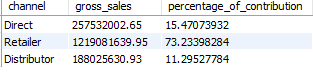 channel gross_sales percentage_of_contribution
Direct 257532002.65 15.47073932
Retailer 1219081639.95 73.23398284
Distributor 188025630.93 11.29527784